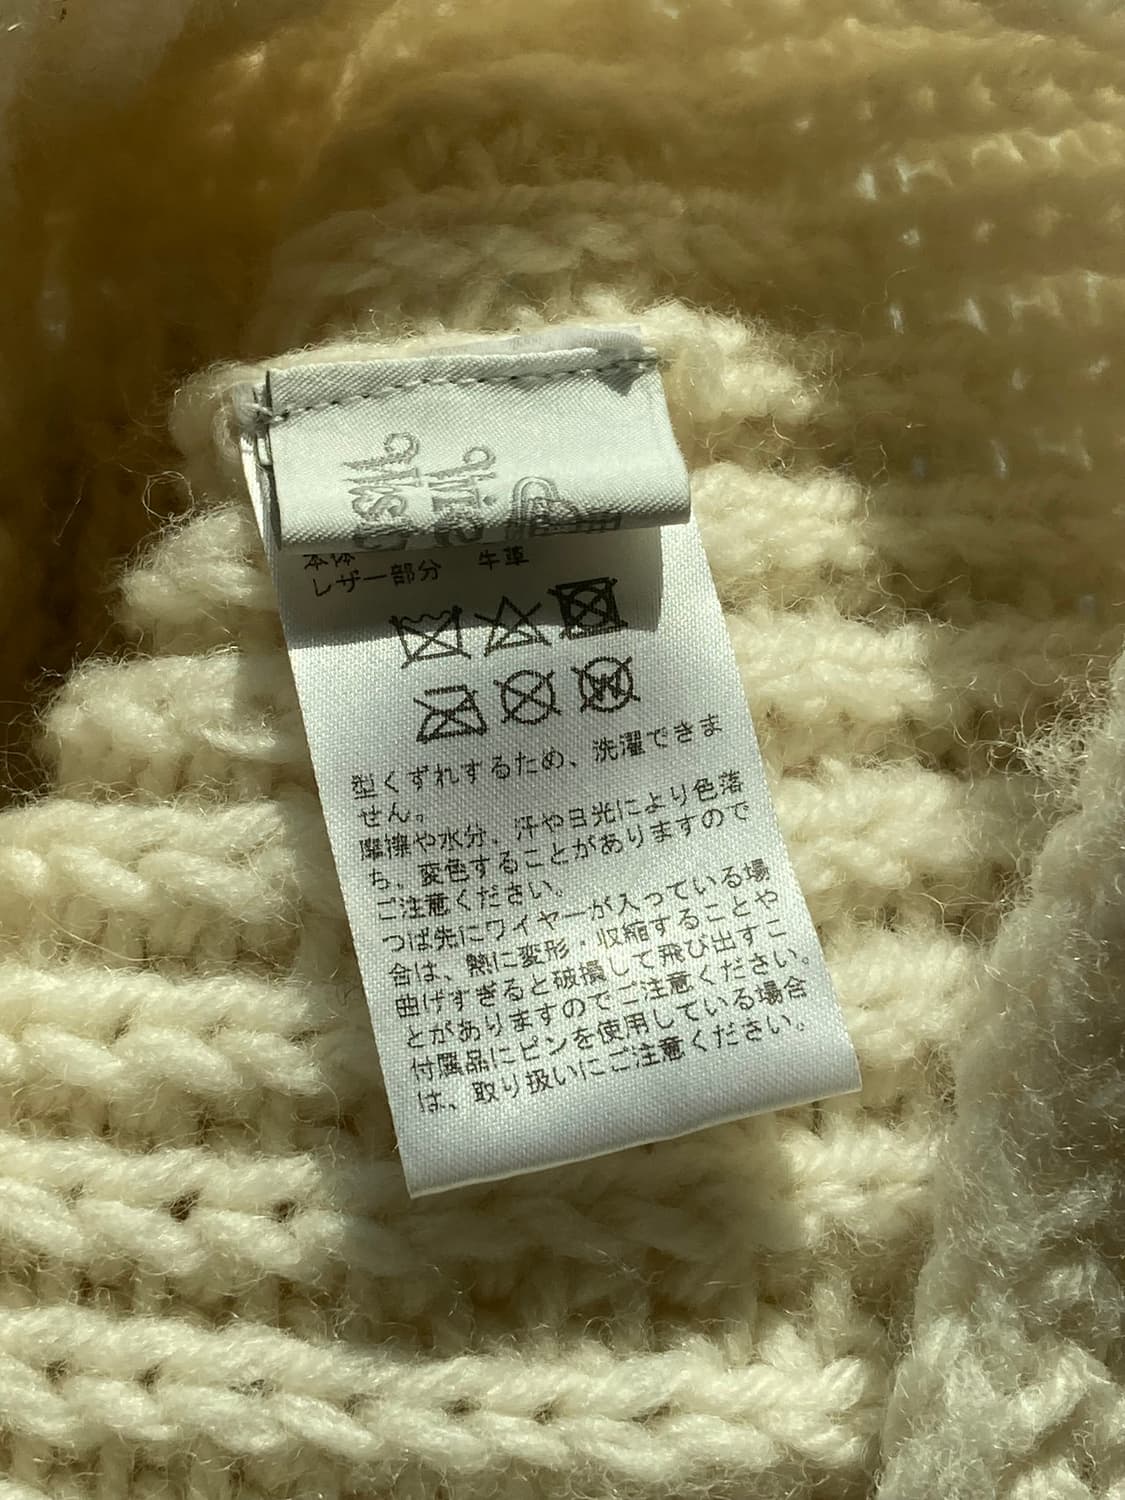 本体
レザー部分 牛革
型くずれするため、洗濯できま
せん。
摩擦や水分、汗や日光により色落
ち、変色することがありますので
ご注意ください。
つば先にワイヤーが入っている場
合は、熱に変形・収縮することや
曲げすぎると破損して飛び出すこ
とがありますのでご注意ください。
付属品にピンを使用している場合
は、取り扱いにご注意ください。